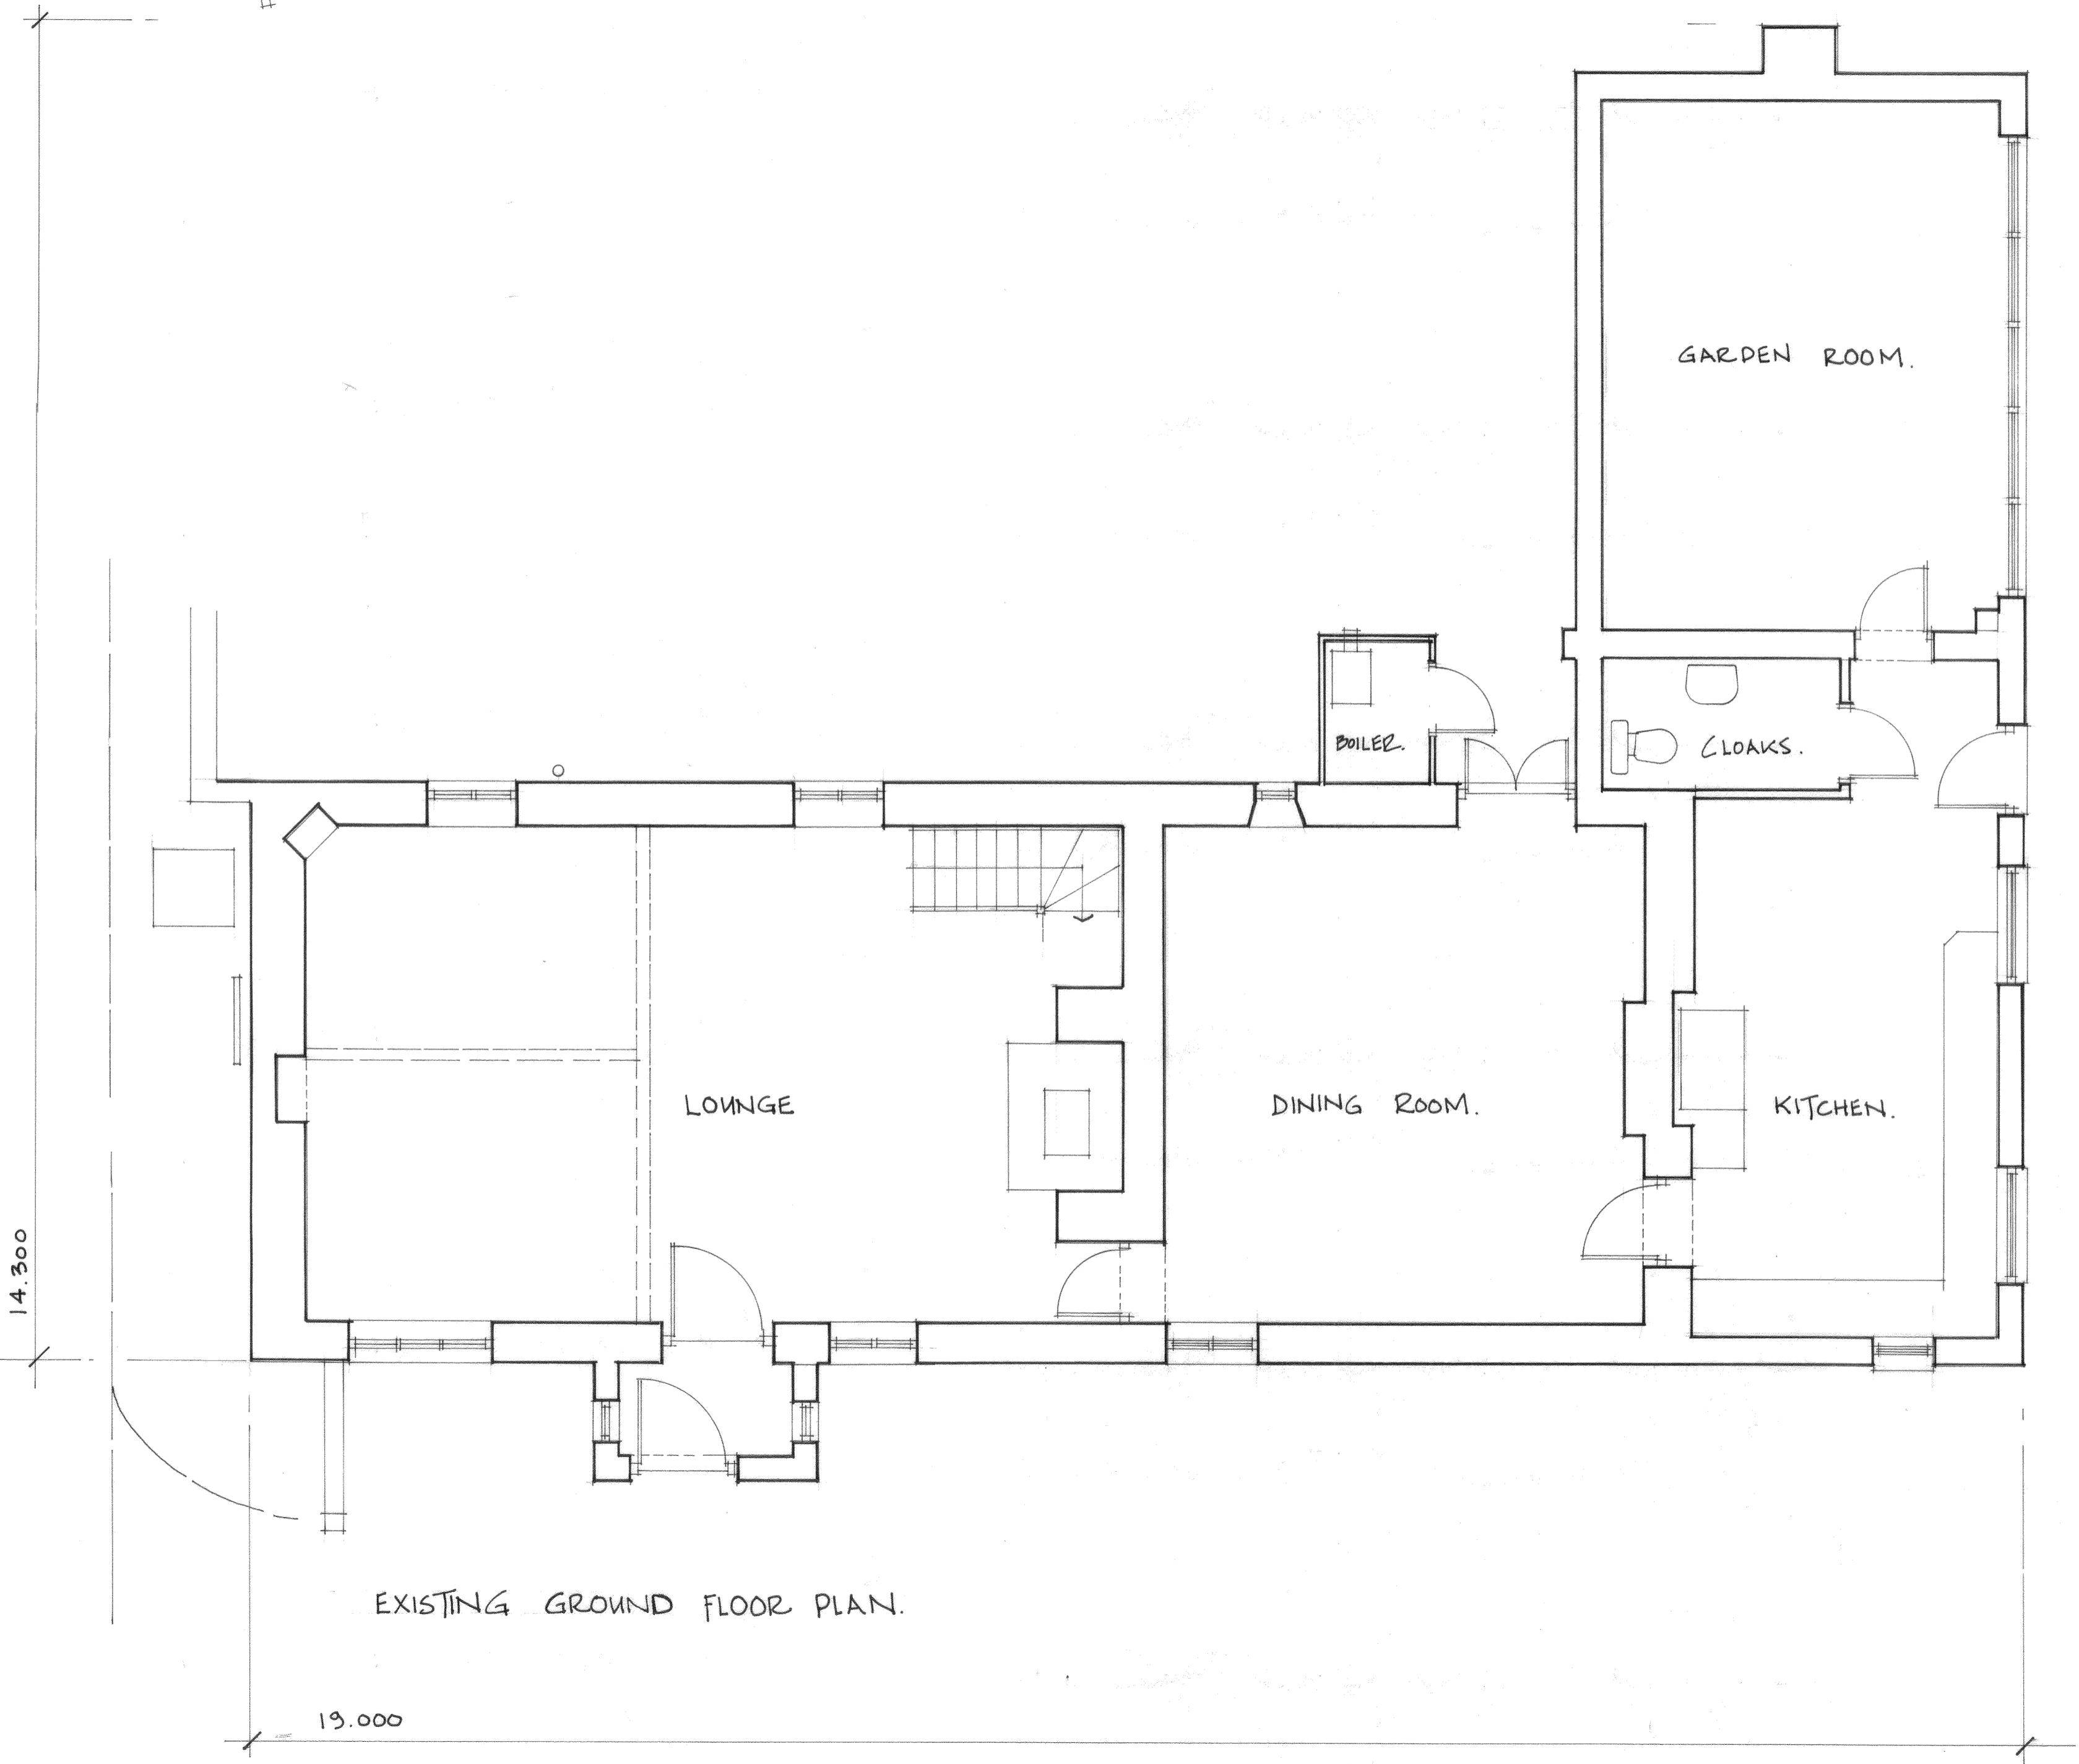 GARDEN ROOM.
BOILER.
CLOAKS.
LOUNGE
DINING ROOM.
KITCHEN.
14.300
EXISTING GROUND FLOOR PLAN.
19.000